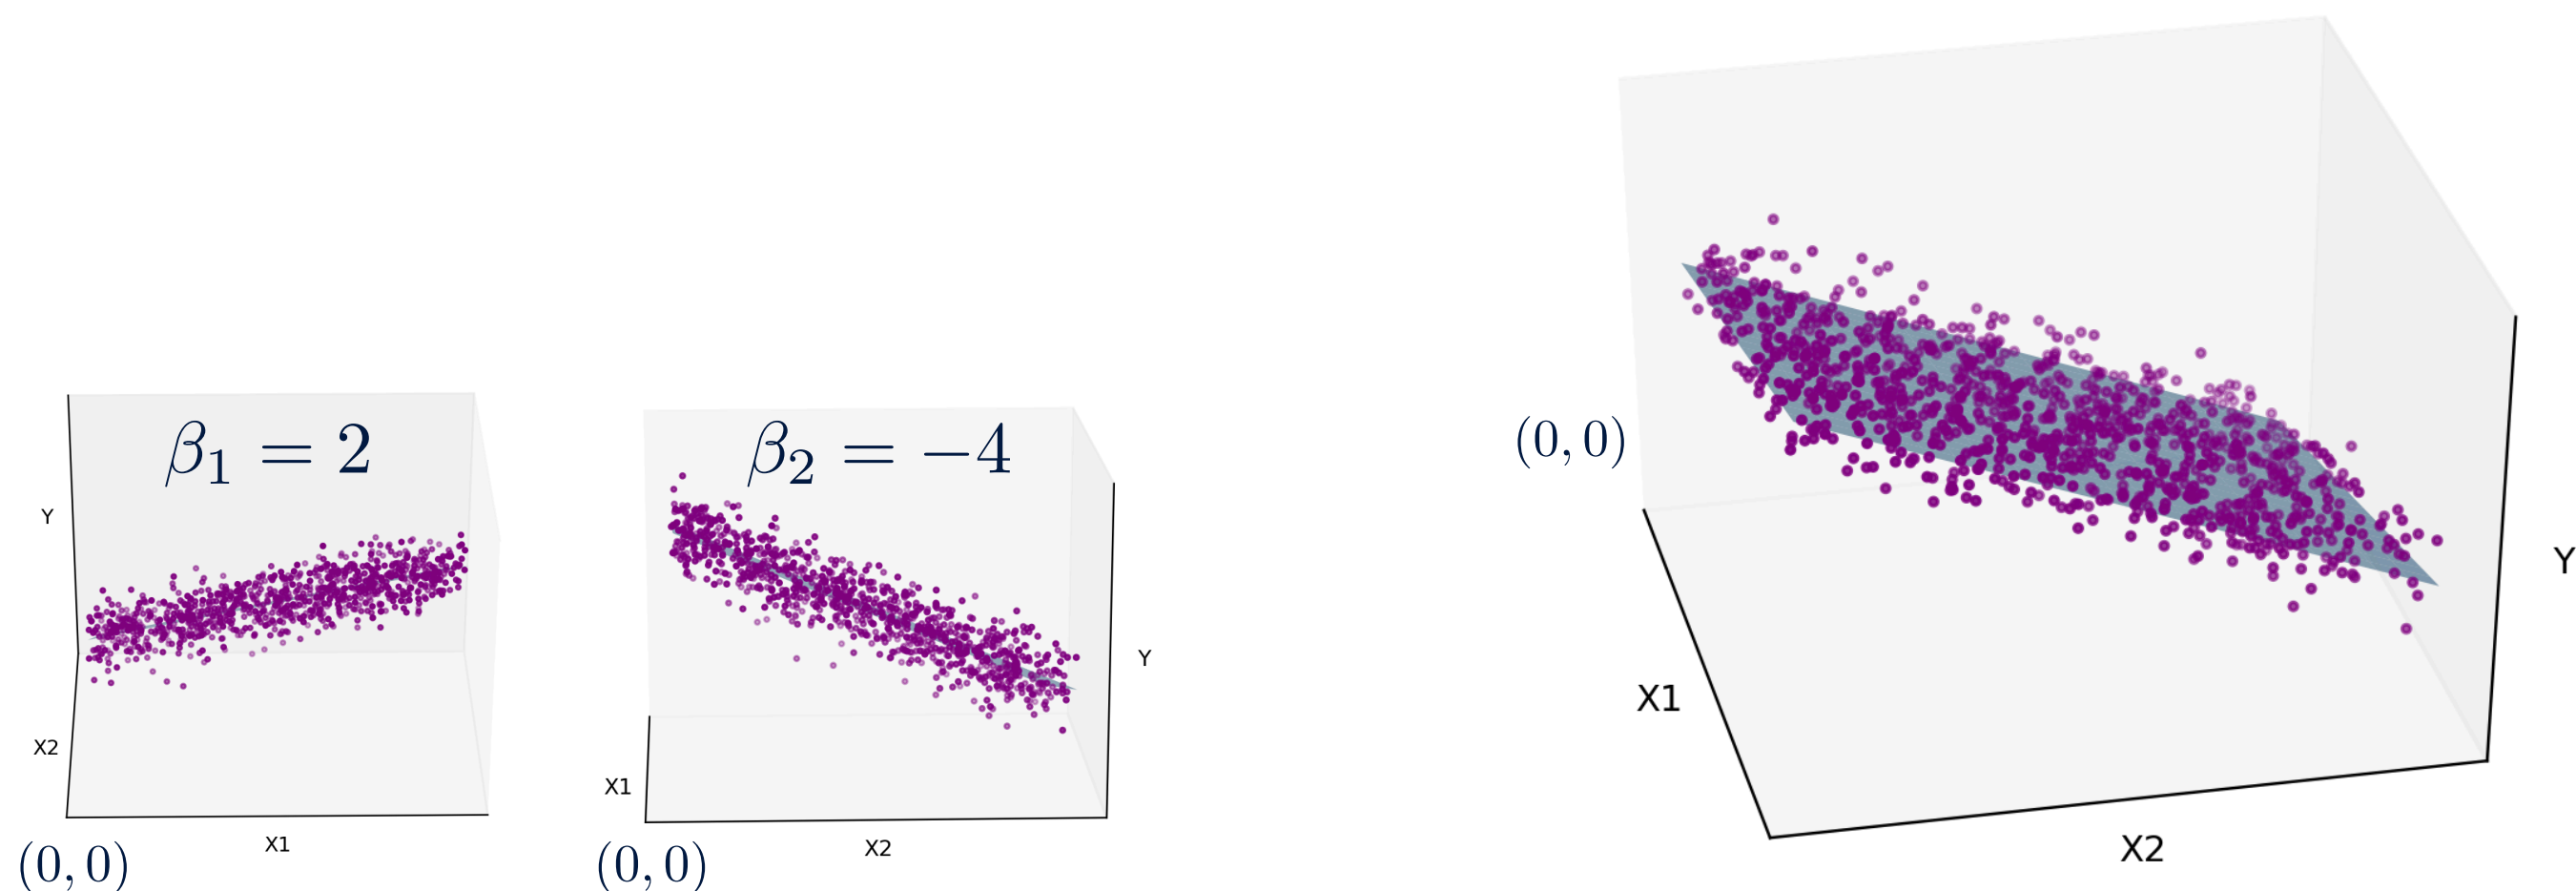 β₁ = 2
Y
X2
X1
(0, 0)
β₂ = −4
Y
X1
X2
(0, 0)
(0, 0)
Y
X1
X2